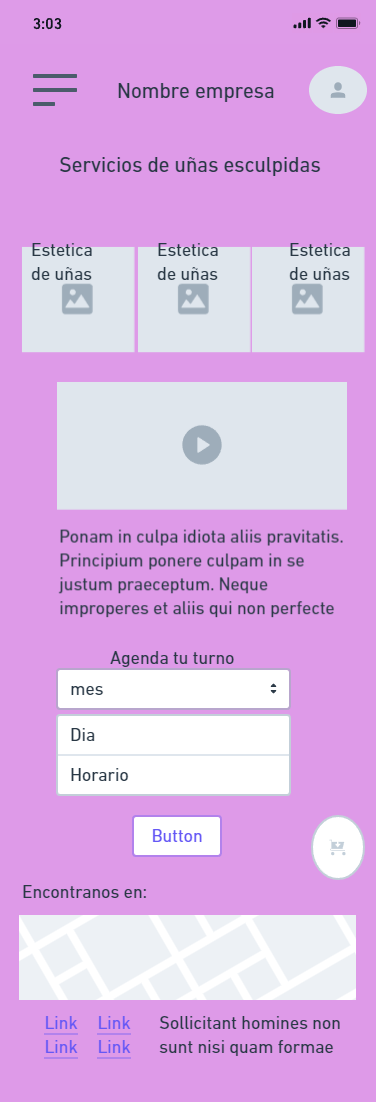 3:03
Nombre empresa
Servicios de uñas esculpidas
Estetica Estetica Estetica
de uñas de uñas de uñas
Ponam in culpa idiota aliis pravitatis.
Principium ponere culpam in se
justum praeceptum. Neque
improperes et aliis qui non perfecte
Agenda tu turno
mes
Dia
Horario
Button
Encontranos en:
Link Link Sollicitant homines non
Link Link sunt nisi quam formae